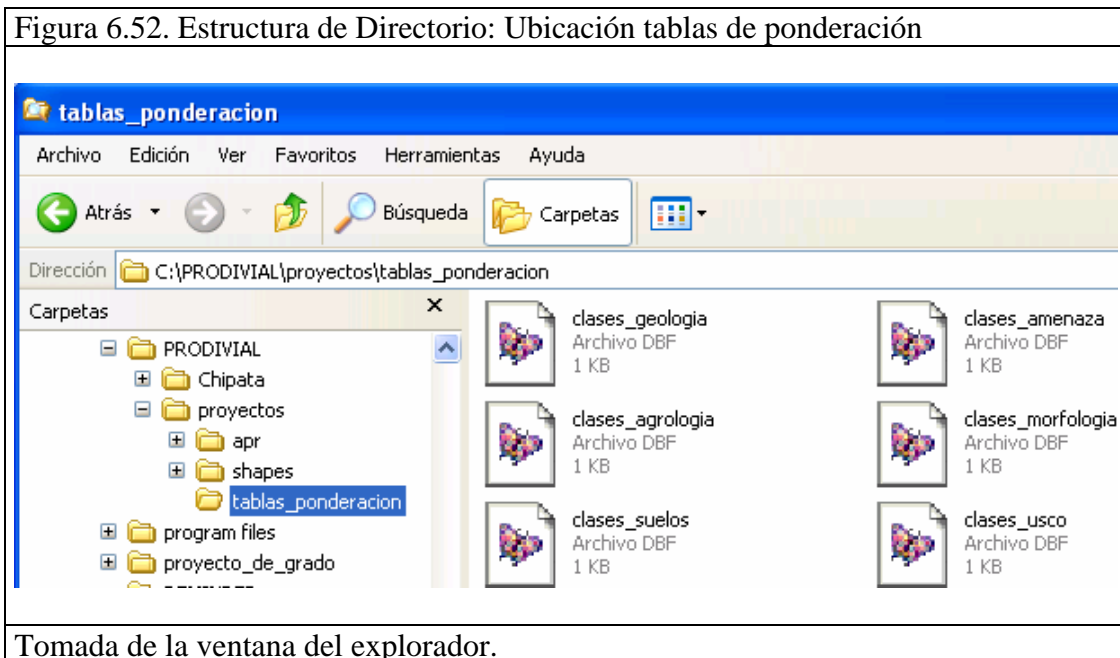 Figura 6.52. Estructura de Directorio: Ubicación tablas de ponderación
tablas_ponderacion
Archivo Edición Ver Favoritos Herramientas Ayuda
Atrás Búsqueda Carpetas
Dirección C:\PRODIVIAL\proyectos\tablas_ponderacion
Carpetas
PRODIVIAL
Chipata
proyectos
apr
shapes
tablas_ponderacion
program files
proyecto_de_grado
clases_geologia
Archivo DBF
1 KB
clases_amenaza
Archivo DBF
1 KB
clases_agrologia
Archivo DBF
1 KB
clases_morfologia
Archivo DBF
1 KB
clases_suelos
Archivo DBF
1 KB
clases_usco
Archivo DBF
1 KB
Tomada de la ventana del explorador.